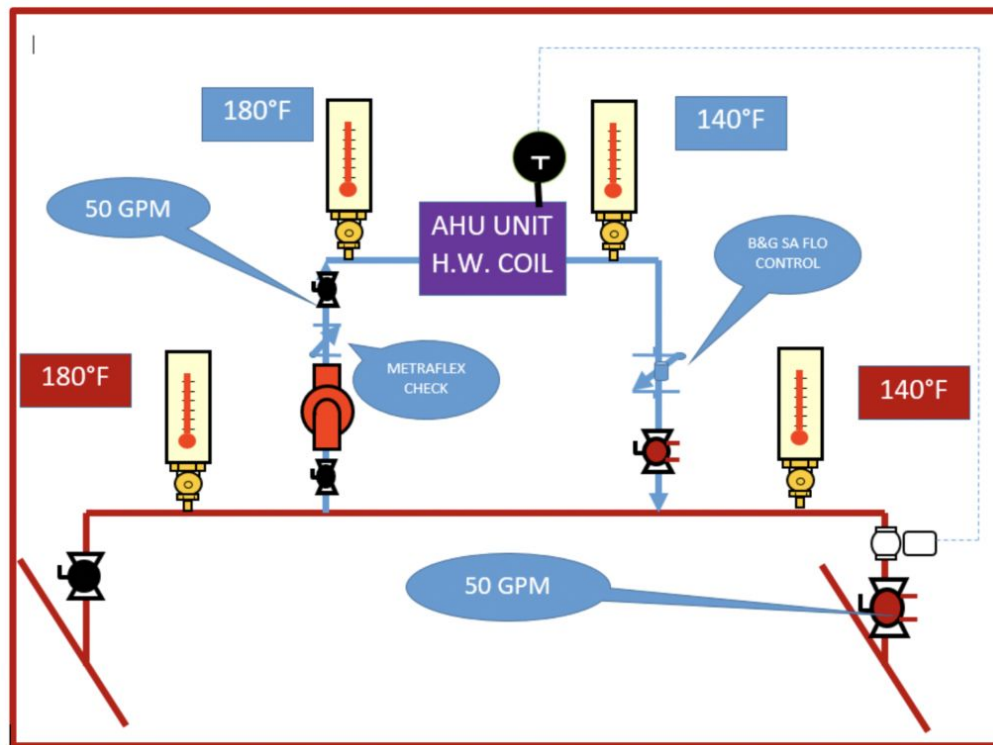 180°F
140°F
50 GPM
T
AHU UNIT
H.W. COIL
B&G SA FLO
CONTROL
180°F
METRAFLEX
CHECK
140°F
50 GPM